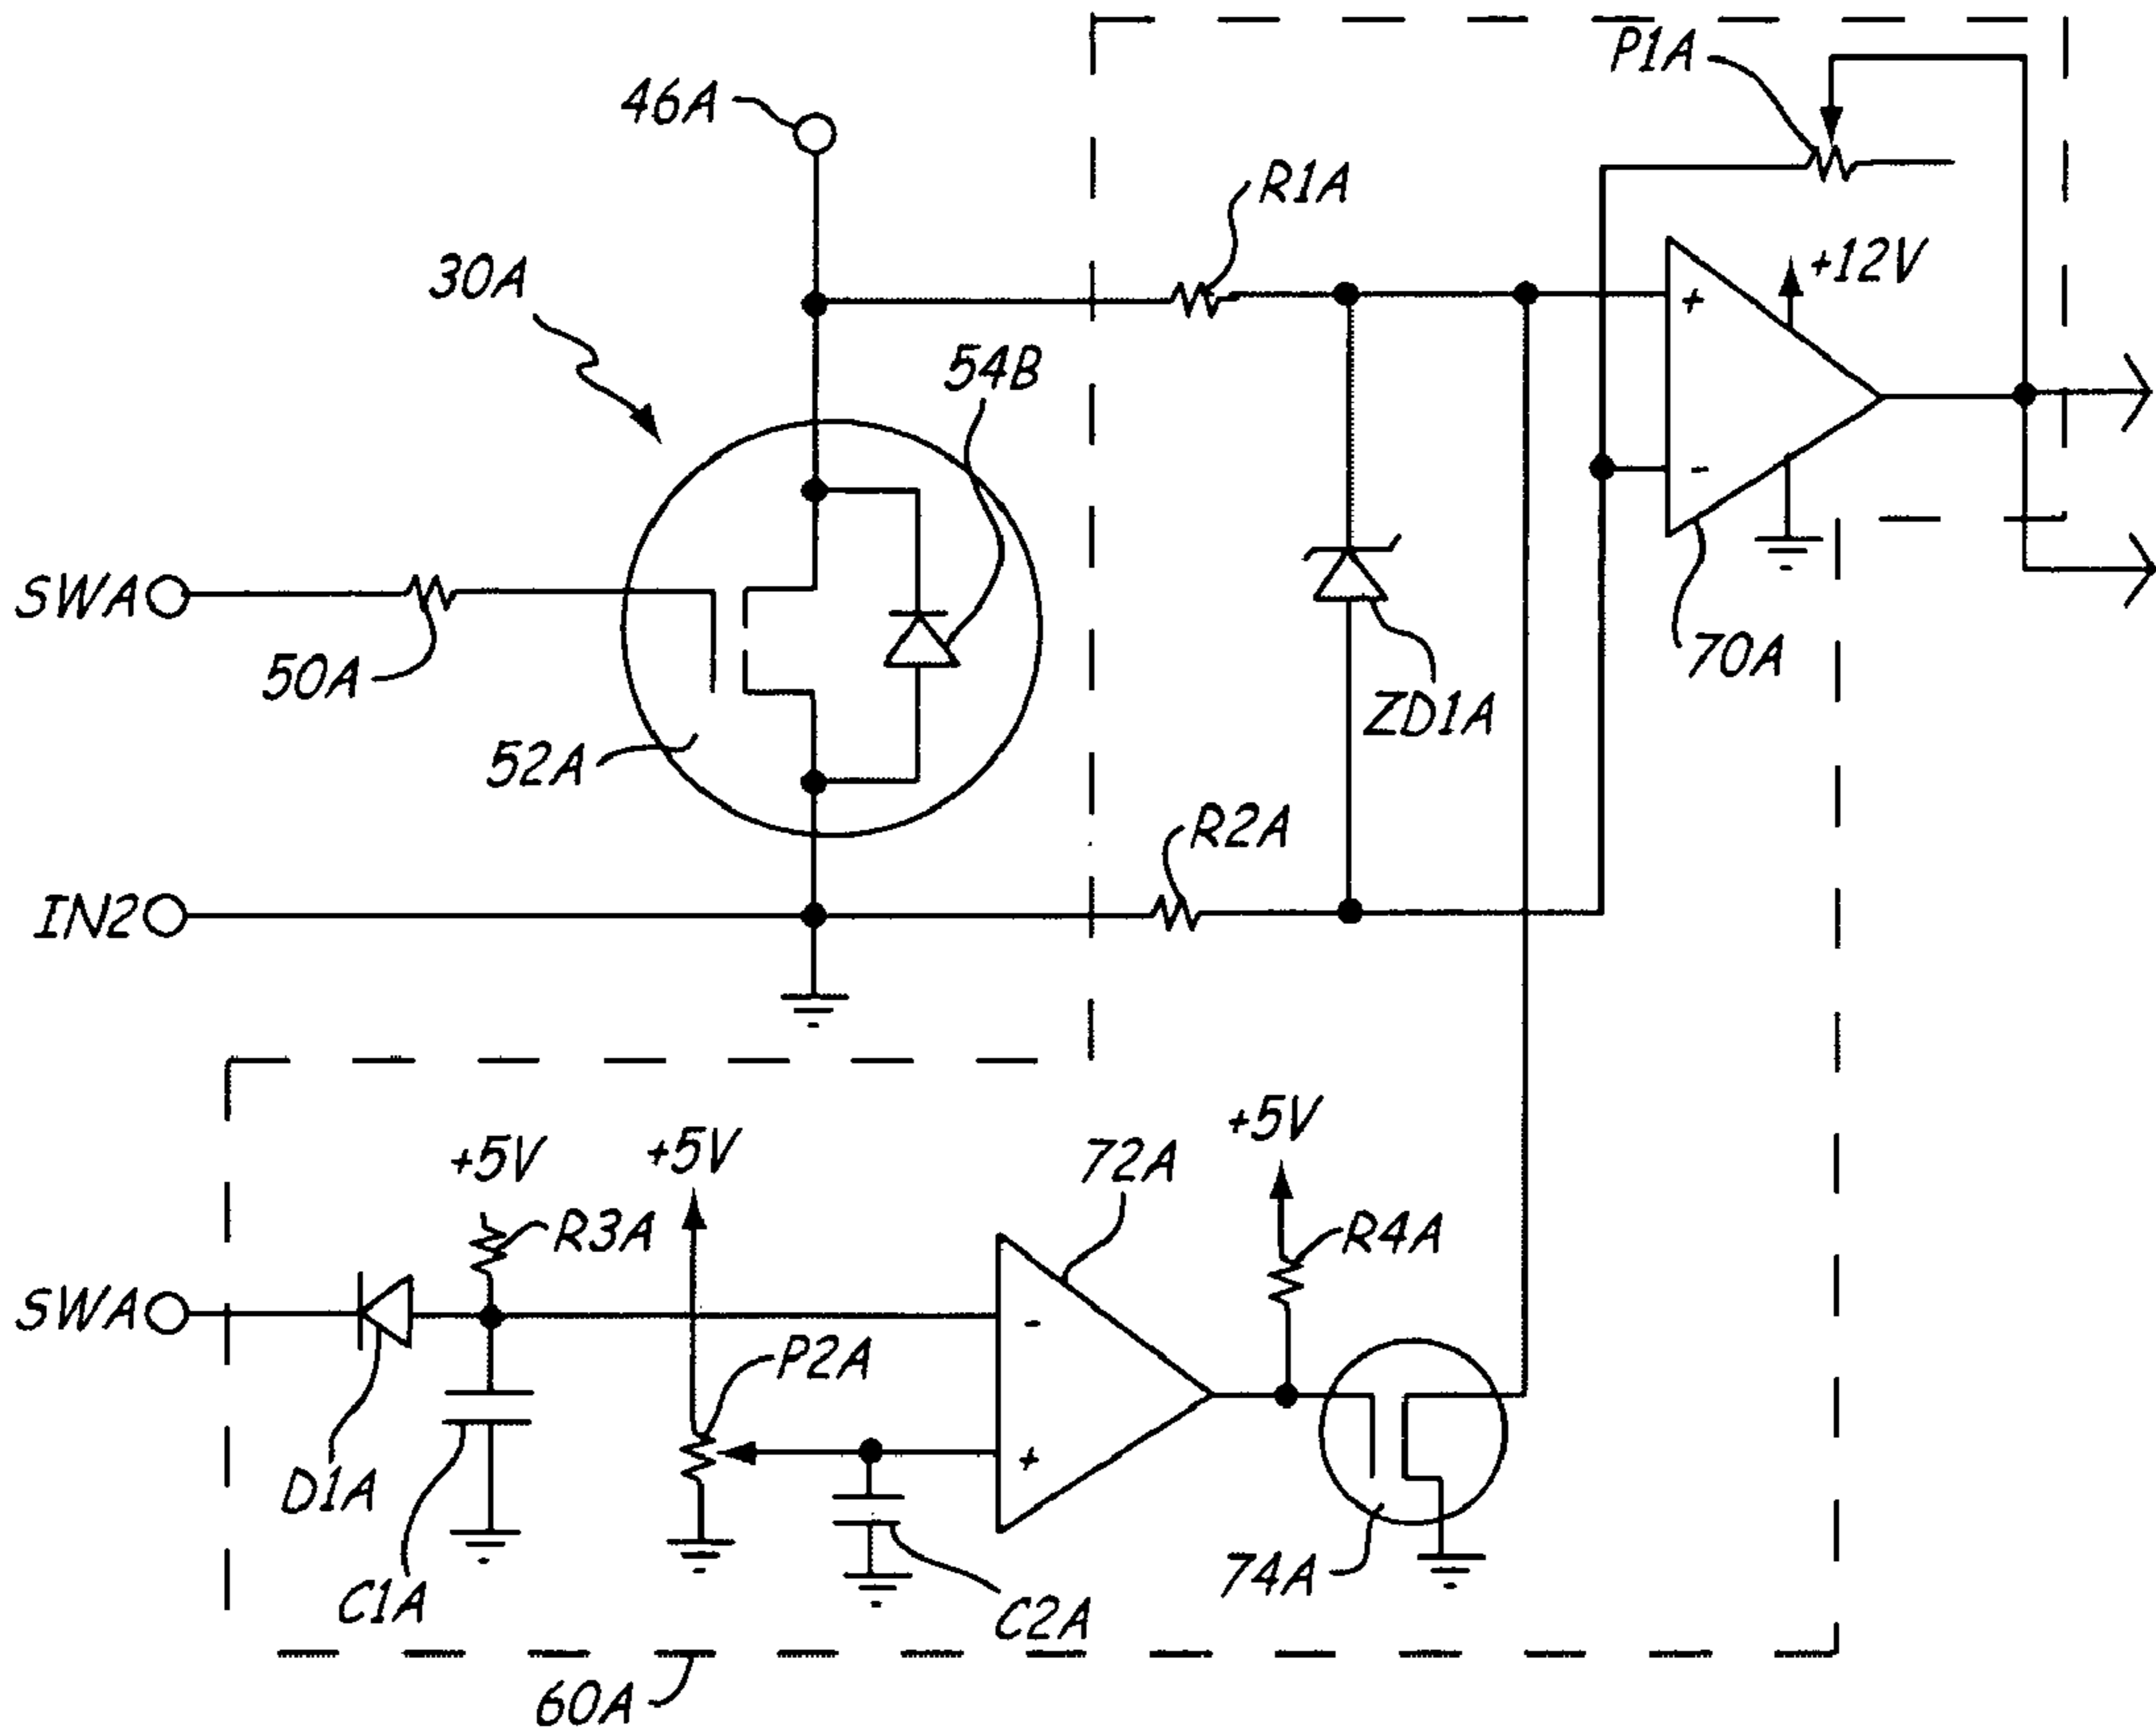 P1A
46A
R1A
+12V
30A
+
54B
-
SWA
70A
50A
ZD1A
52A
R2A
IN2
+5V
72A
+5V
+5V
R3A
R4A
SWA
-
P2A
+
D1A
74A
C1A
C2A
60A